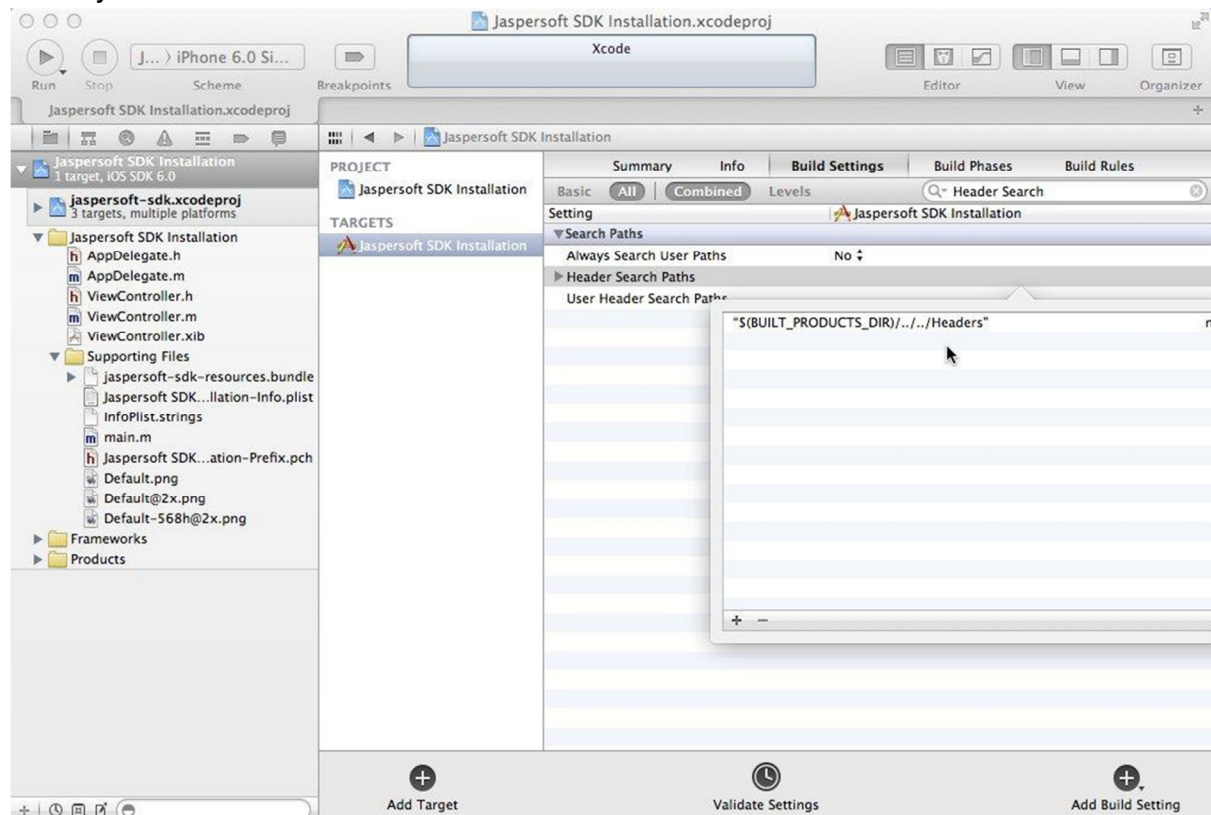 Jaspersoft SDK Installation.xcodeproj
J... 〉 iPhone 6.0 Si...
Xcode
Run
Stop
Scheme
Breakpoints
Editor
View
Organizer
Jaspersoft SDK Installation.xcodeproj
Jaspersoft SDK Installation
Jaspersoft SDK Installation
1 target, iOS SDK 6.0
jaspersoft-sdk.xcodeproj
3 targets, multiple platforms
Jaspersoft SDK Installation
h AppDelegate.h
m AppDelegate.m
h ViewController.h
m ViewController.m
ViewController.xib
Supporting Files
jaspersoft-sdk-resources.bundle
Jaspersoft SDK...llation-Info.plist
InfoPlist.strings
m main.m
h Jaspersoft SDK...ation-Prefix.pch
Default.png
Default@2x.png
Default-568h@2x.png
Frameworks
Products
PROJECT
Jaspersoft SDK Installation
TARGETS
Jaspersoft SDK Installation
Summary Info Build Settings Build Phases Build Rules
Basic All Combined Levels Header Search
Setting Jaspersoft SDK Installation
Search Paths
Always Search User Paths No
Header Search Paths
User Header Search Paths
"$(BUILT_PRODUCTS_DIR)/../../Headers"
Add Target
Validate Settings
Add Build Setting